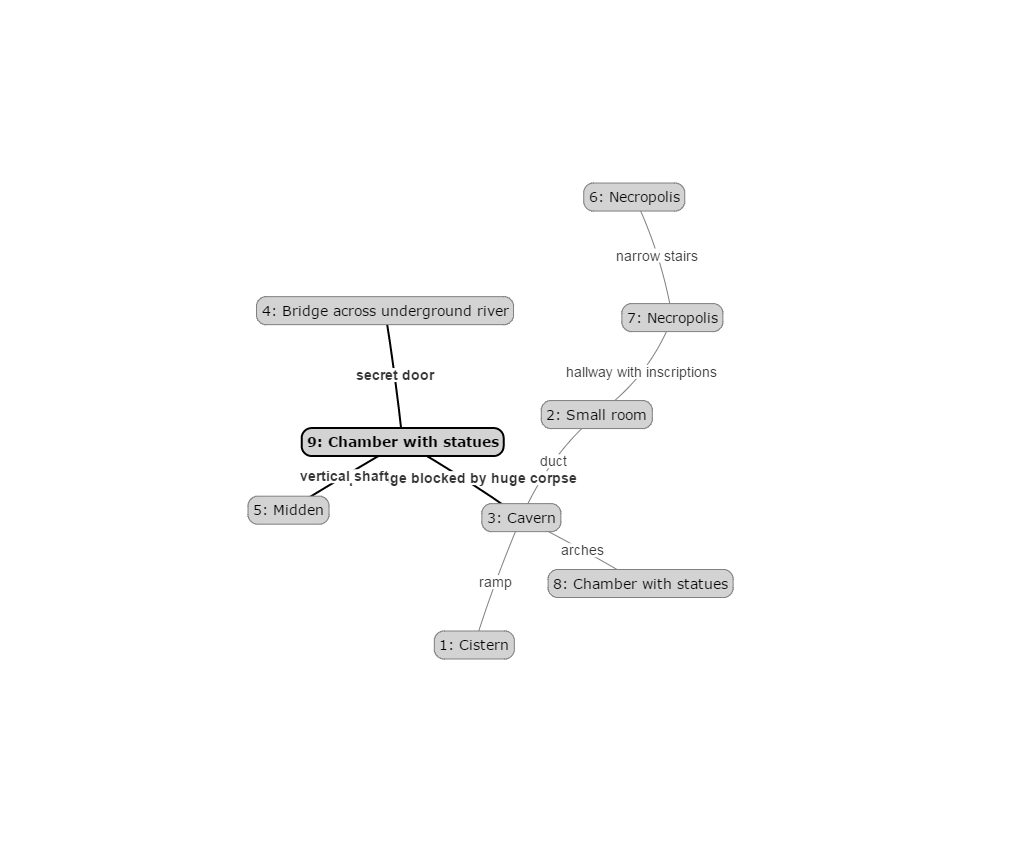 6: Necropolis
narrow stairs
4: Bridge across underground river
7: Necropolis
secret door
hallway with inscriptions
2: Small room
9: Chamber with statues
duct
vertical shaft
blocked by huge corpse
5: Midden
3: Cavern
arches
ramp
8: Chamber with statues
1: Cistern